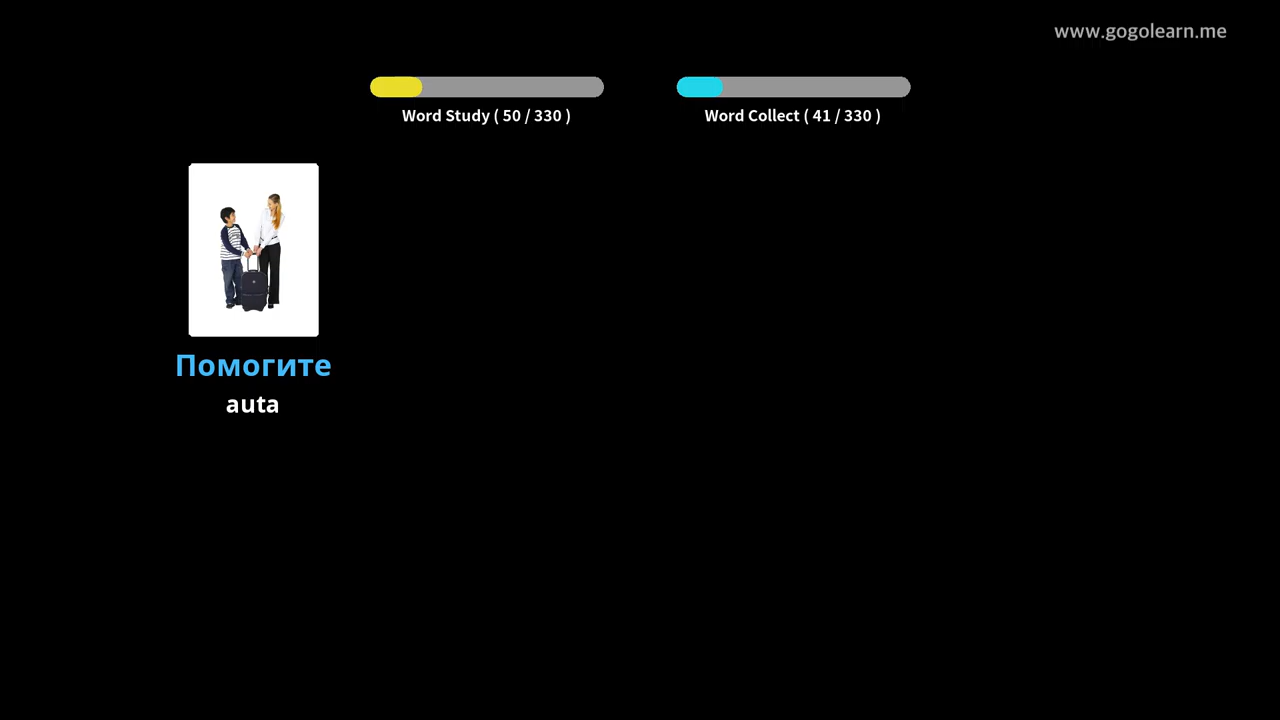 www.gogolearn.me
Word Study ( 50 / 330 )
Word Collect ( 41 / 330 )
Помогите
auta